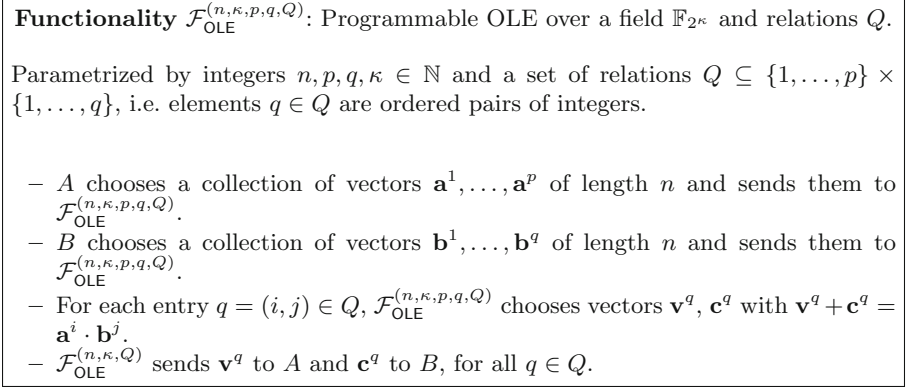 Functionality $\mathcal{F}_{\mathsf{OLE}}^{(n,\kappa,p,q,Q)}$: Programmable OLE over a field $\mathbb{F}_{2^\kappa}$ and relations $Q$.
Parametrized by integers $n, p, q, \kappa \in \mathbb{N}$ and a set of relations $Q \subseteq \{1, \ldots, p\} \times$
$\{1, \ldots, q\}$, i.e. elements $q \in Q$ are ordered pairs of integers.
– $A$ chooses a collection of vectors $\mathbf{a}^1, \ldots, \mathbf{a}^p$ of length $n$ and sends them to
$\mathcal{F}_{\mathsf{OLE}}^{(n,\kappa,p,q,Q)}$.
– $B$ chooses a collection of vectors $\mathbf{b}^1, \ldots, \mathbf{b}^q$ of length $n$ and sends them to
$\mathcal{F}_{\mathsf{OLE}}^{(n,\kappa,p,q,Q)}$.
– For each entry $q = (i, j) \in Q$, $\mathcal{F}_{\mathsf{OLE}}^{(n,\kappa,p,q,Q)}$ chooses vectors $\mathbf{v}^q$, $\mathbf{c}^q$ with $\mathbf{v}^q + \mathbf{c}^q =$
$\mathbf{a}^i \cdot \mathbf{b}^j$.
– $\mathcal{F}_{\mathsf{OLE}}^{(n,\kappa,Q)}$ sends $\mathbf{v}^q$ to $A$ and $\mathbf{c}^q$ to $B$, for all $q \in Q$.